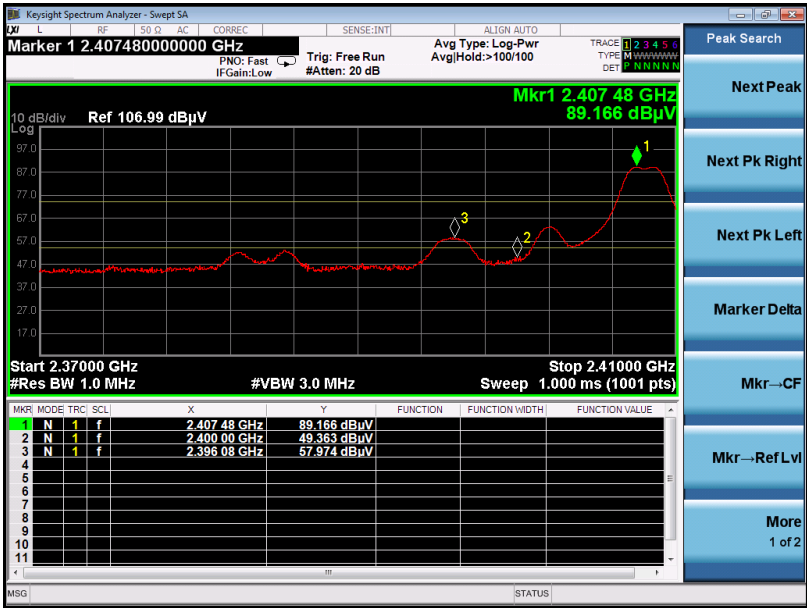 Keysight Spectrum Analyzer - Swept SA
LXI L RF 50 Ω AC CORREC SENSE:INT ALIGN AUTO
Marker 1 2.407480000000 GHz
PNO: Fast
IFGain:Low
Trig: Free Run
#Atten: 20 dB
Avg Type: Log-Pwr
Avg|Hold:>100/100
TRACE 1 2 3 4 5 6
TYPE MWWWWW
DET P N N N N N
Mkr1 2.407 48 GHz
89.166 dBµV
10 dB/div Ref 106.99 dBµV
Log
97.0
87.0
77.0
67.0
57.0
47.0
37.0
27.0
17.0
1
3
2
Start 2.37000 GHz Stop 2.41000 GHz
#Res BW 1.0 MHz #VBW 3.0 MHz Sweep 1.000 ms (1001 pts)
MKR MODE TRC SCL X Y FUNCTION FUNCTION WIDTH FUNCTION VALUE
1 N 1 f 2.407 48 GHz 89.166 dBµV
2 N 1 f 2.400 00 GHz 49.363 dBµV
3 N 1 f 2.396 08 GHz 57.974 dBµV
4
5
6
7
8
9
10
11
MSG STATUS
Peak Search
Next Peak
Next Pk Right
Next Pk Left
Marker Delta
Mkr→CF
Mkr→Ref Lvl
More
1 of 2